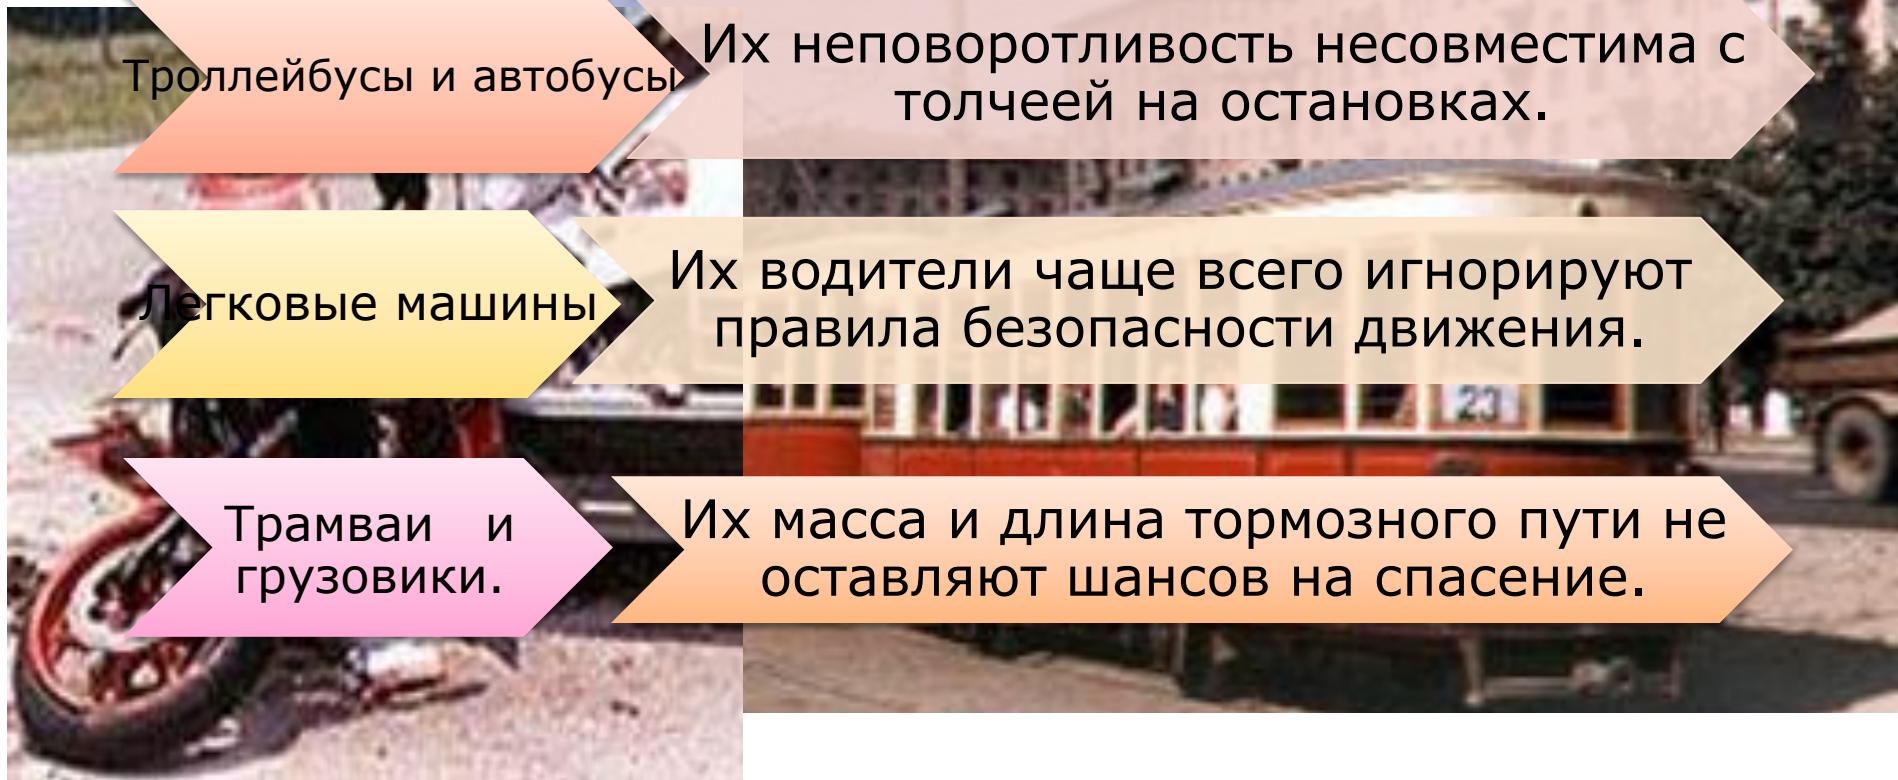 Троллейбусы и автобусы
Их неповоротливость несовместима с
толчеей на остановках.
Легковые машины
Их водители чаще всего игнорируют
правила безопасности движения.
23
Трамваи и
грузовики.
Их масса и длина тормозного пути не
оставляют шансов на спасение.